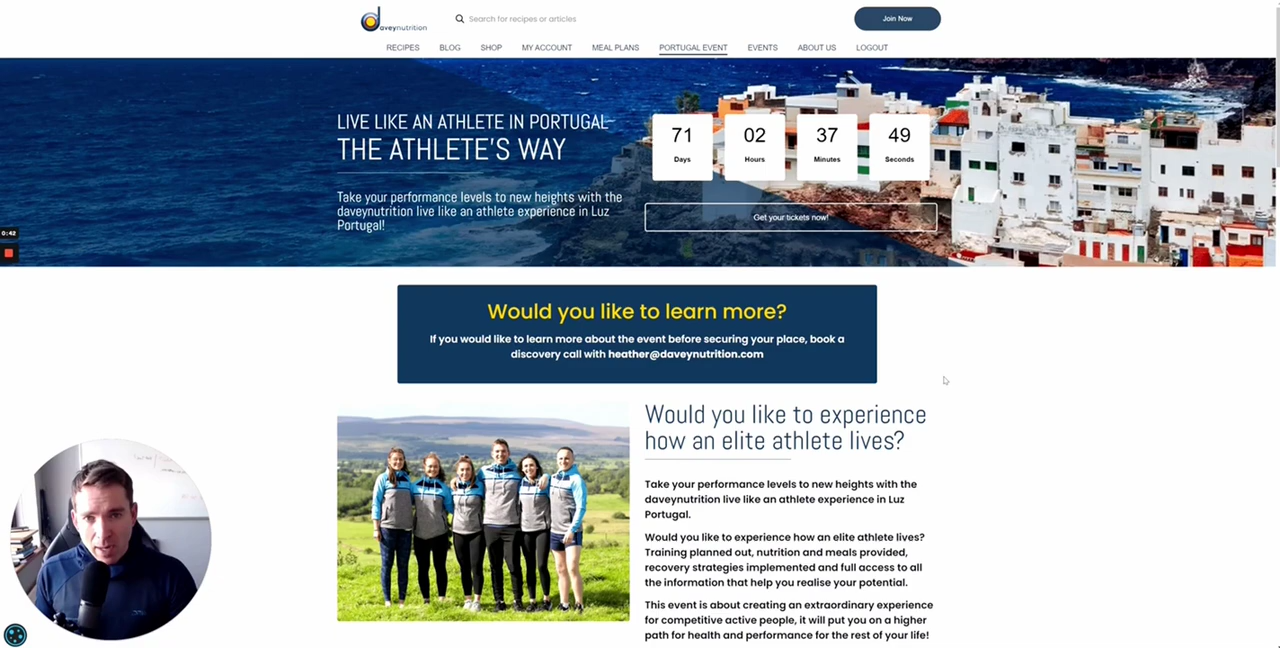 daveynutrition
Search for recipes or articles
Join Now
RECIPES BLOG SHOP MY ACCOUNT MEAL PLANS PORTUGAL EVENT EVENTS ABOUT US LOGOUT
LIVE LIKE AN ATHLETE IN PORTUGAL
THE ATHLETE'S WAY
Take your performance levels to new heights with the
daveynutrition live like an athlete experience in Luz
Portugal!
71 02 37 49
Days Hours Minutes Seconds
Get your tickets now!
0:42
Would you like to learn more?
If you would like to learn more about the event before securing your place, book a
discovery call with heather@daveynutrition.com
Would you like to experience
how an elite athlete lives?
Take your performance levels to new heights with the
daveynutrition live like an athlete experience in Luz
Portugal.
Would you like to experience how an elite athlete lives?
Training planned out, nutrition and meals provided,
recovery strategies implemented and full access to all
the information that help you realise your potential.
This event is about creating an extraordinary experience
for competitive active people, it will put you on a higher
path for health and performance for the rest of your life!